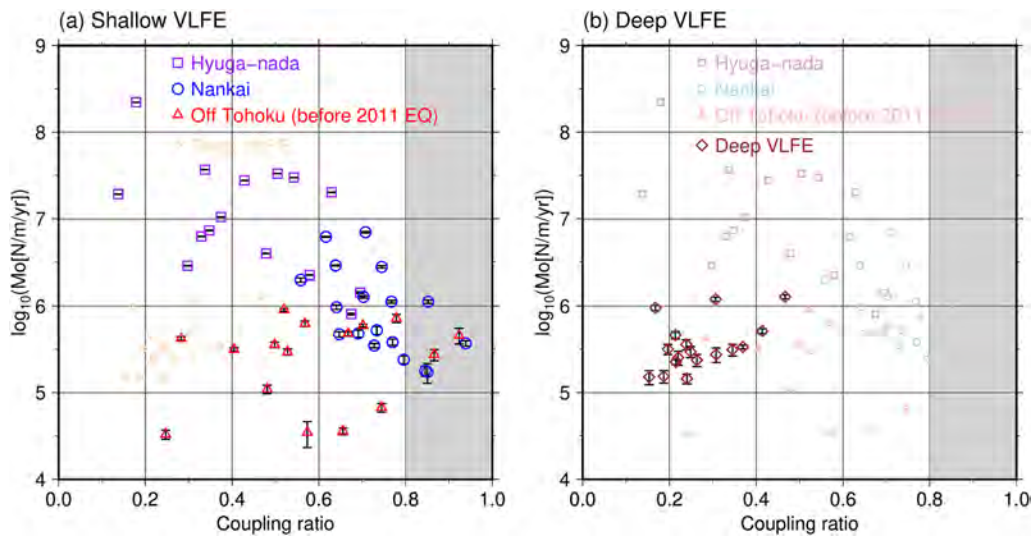 (a) Shallow VLFE
9
8
7
6
5
4
log10(Mo[N/m/yr])
Hyuga-nada
Nankai
Off Tohoku (before 2011 EQ)
Deep VLFE
0.0 0.2 0.4 0.6 0.8 1.0
Coupling ratio
(b) Deep VLFE
9
8
7
6
5
4
log10(Mo[N/m/yr])
Hyuga-nada
Nankai
Off Tohoku (before 2011
Deep VLFE
0.0 0.2 0.4 0.6 0.8 1.0
Coupling ratio